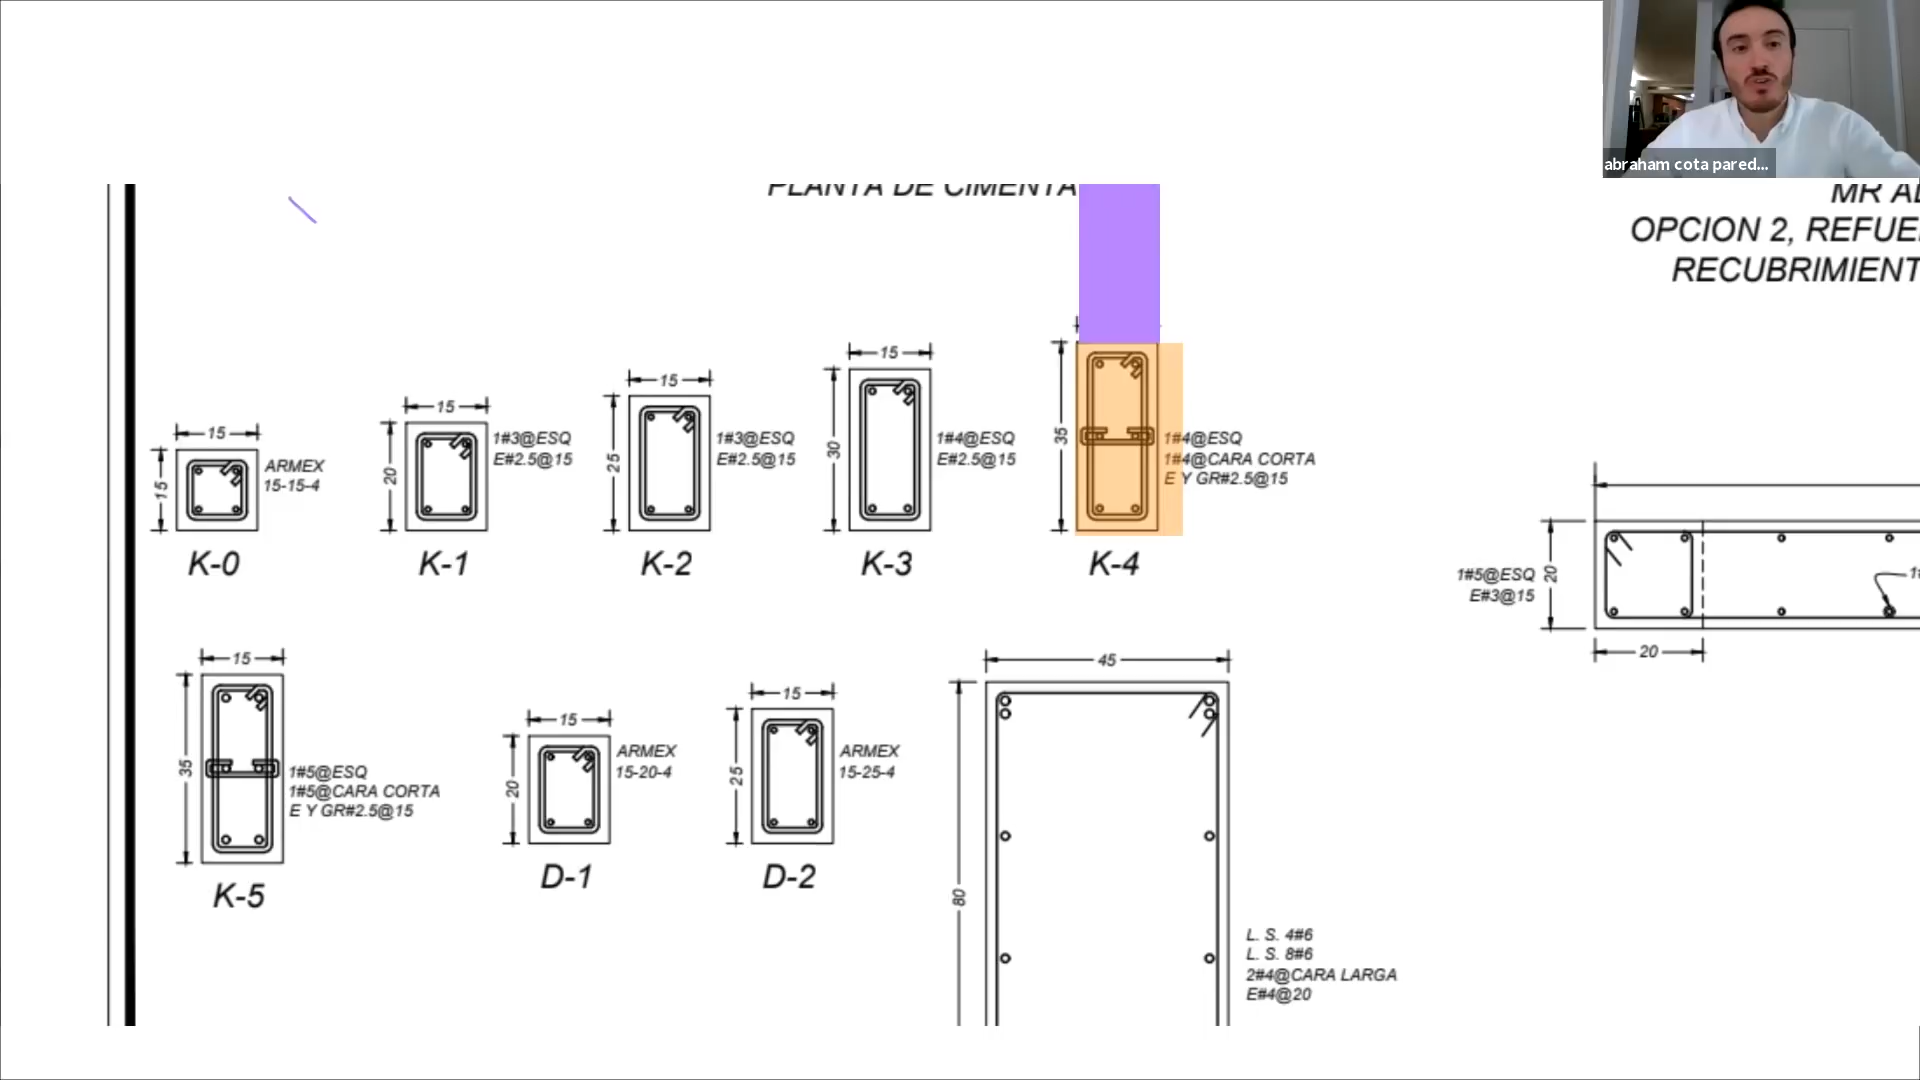 abraham cota pared...
PLANTA DE CIMENTA
MR AL
OPCION 2, REFUE
RECUBRIMIENT
15
15
ARMEX
15-15-4
K-0
15
20
1#3@ESQ
E#2.5@15
K-1
15
25
1#3@ESQ
E#2.5@15
K-2
15
30
1#4@ESQ
E#2.5@15
K-3
35
1#4@ESQ
1#4@CARA CORTA
E Y GR#2.5@15
K-4
1#5@ESQ
E#3@15
20
20
15
35
1#5@ESQ
1#5@CARA CORTA
E Y GR#2.5@15
K-5
15
20
ARMEX
15-20-4
D-1
15
25
ARMEX
15-25-4
D-2
45
80
L. S. 4#6
L. S. 8#6
2#4@CARA LARGA
E#4@20